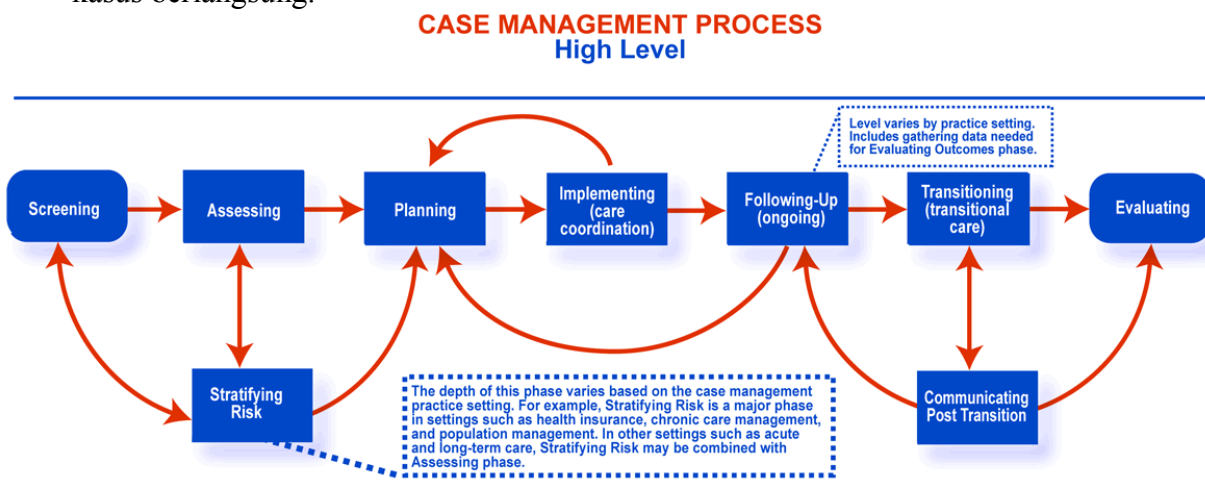 kasus berlangsung.
CASE MANAGEMENT PROCESS
High Level
Level varies by practice setting.
Includes gathering data needed
for Evaluating Outcomes phase.
Screening
Assessing
Planning
Implementing
(care
coordination)
Following-Up
(ongoing)
Transitioning
(transitional
care)
Evaluating
Stratifying
Risk
The depth of this phase varies based on the case management
practice setting. For example, Stratifying Risk is a major phase
in settings such as health insurance, chronic care management,
and population management. In other settings such as acute
and long-term care, Stratifying Risk may be combined with
Assessing phase.
Communicating
Post Transition